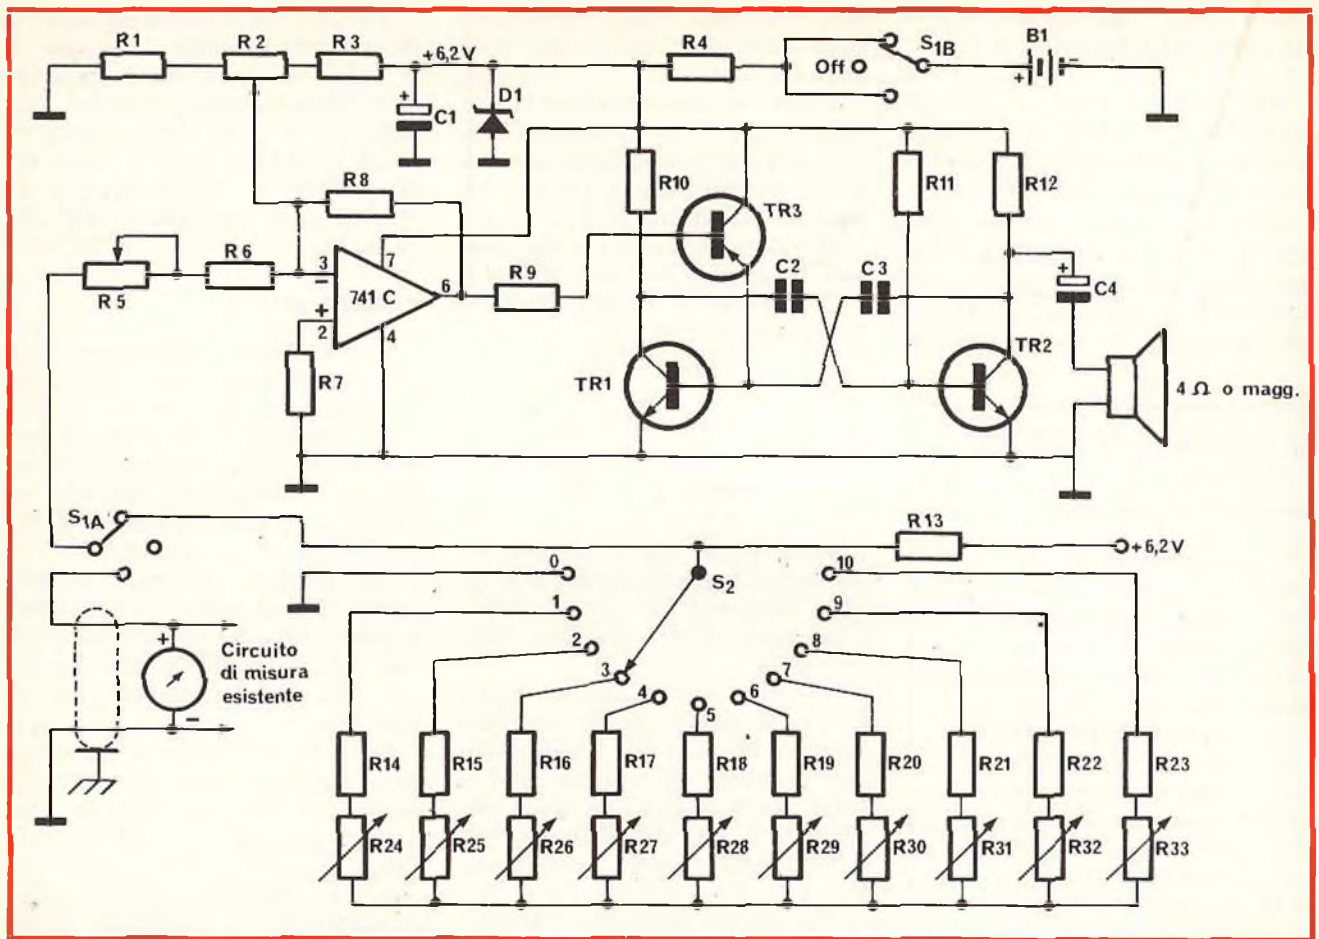 R1
R2
R3
+6,2 V
R4
S1B
B1
Off
+
-
+
C1
D1
R8
R10
TR3
R11
R12
R5
R6
3
-
7
741 C
6
R9
C2
C3
+
C4
+
2
4
R7
TR1
TR2
4 Ω o magg.
S1A
R13
+6,2 V
0
S2
10
1
9
2
8
3
7
4
5
6
+
Circuito
di misura
esistente
-
R14
R15
R16
R17
R18
R19
R20
R21
R22
R23
R24
R25
R26
R27
R28
R29
R30
R31
R32
R33